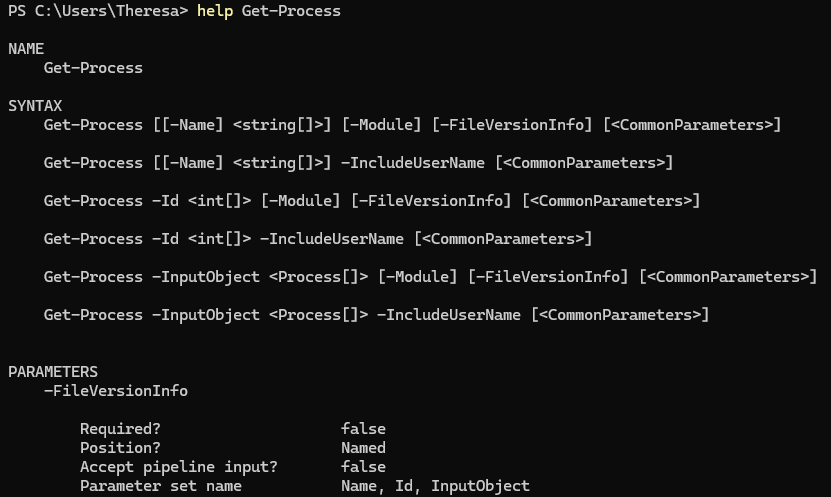 PS C:\Users\Theresa> help Get-Process
NAME
Get-Process
SYNTAX
Get-Process [[-Name] <string[]>] [-Module] [-FileVersionInfo] [<CommonParameters>]
Get-Process [[-Name] <string[]>] -IncludeUserName [<CommonParameters>]
Get-Process -Id <int[]> [-Module] [-FileVersionInfo] [<CommonParameters>]
Get-Process -Id <int[]> -IncludeUserName [<CommonParameters>]
Get-Process -InputObject <Process[]> [-Module] [-FileVersionInfo] [<CommonParameters>]
Get-Process -InputObject <Process[]> -IncludeUserName [<CommonParameters>]
PARAMETERS
-FileVersionInfo
Required? false
Position? Named
Accept pipeline input? false
Parameter set name Name, Id, InputObject